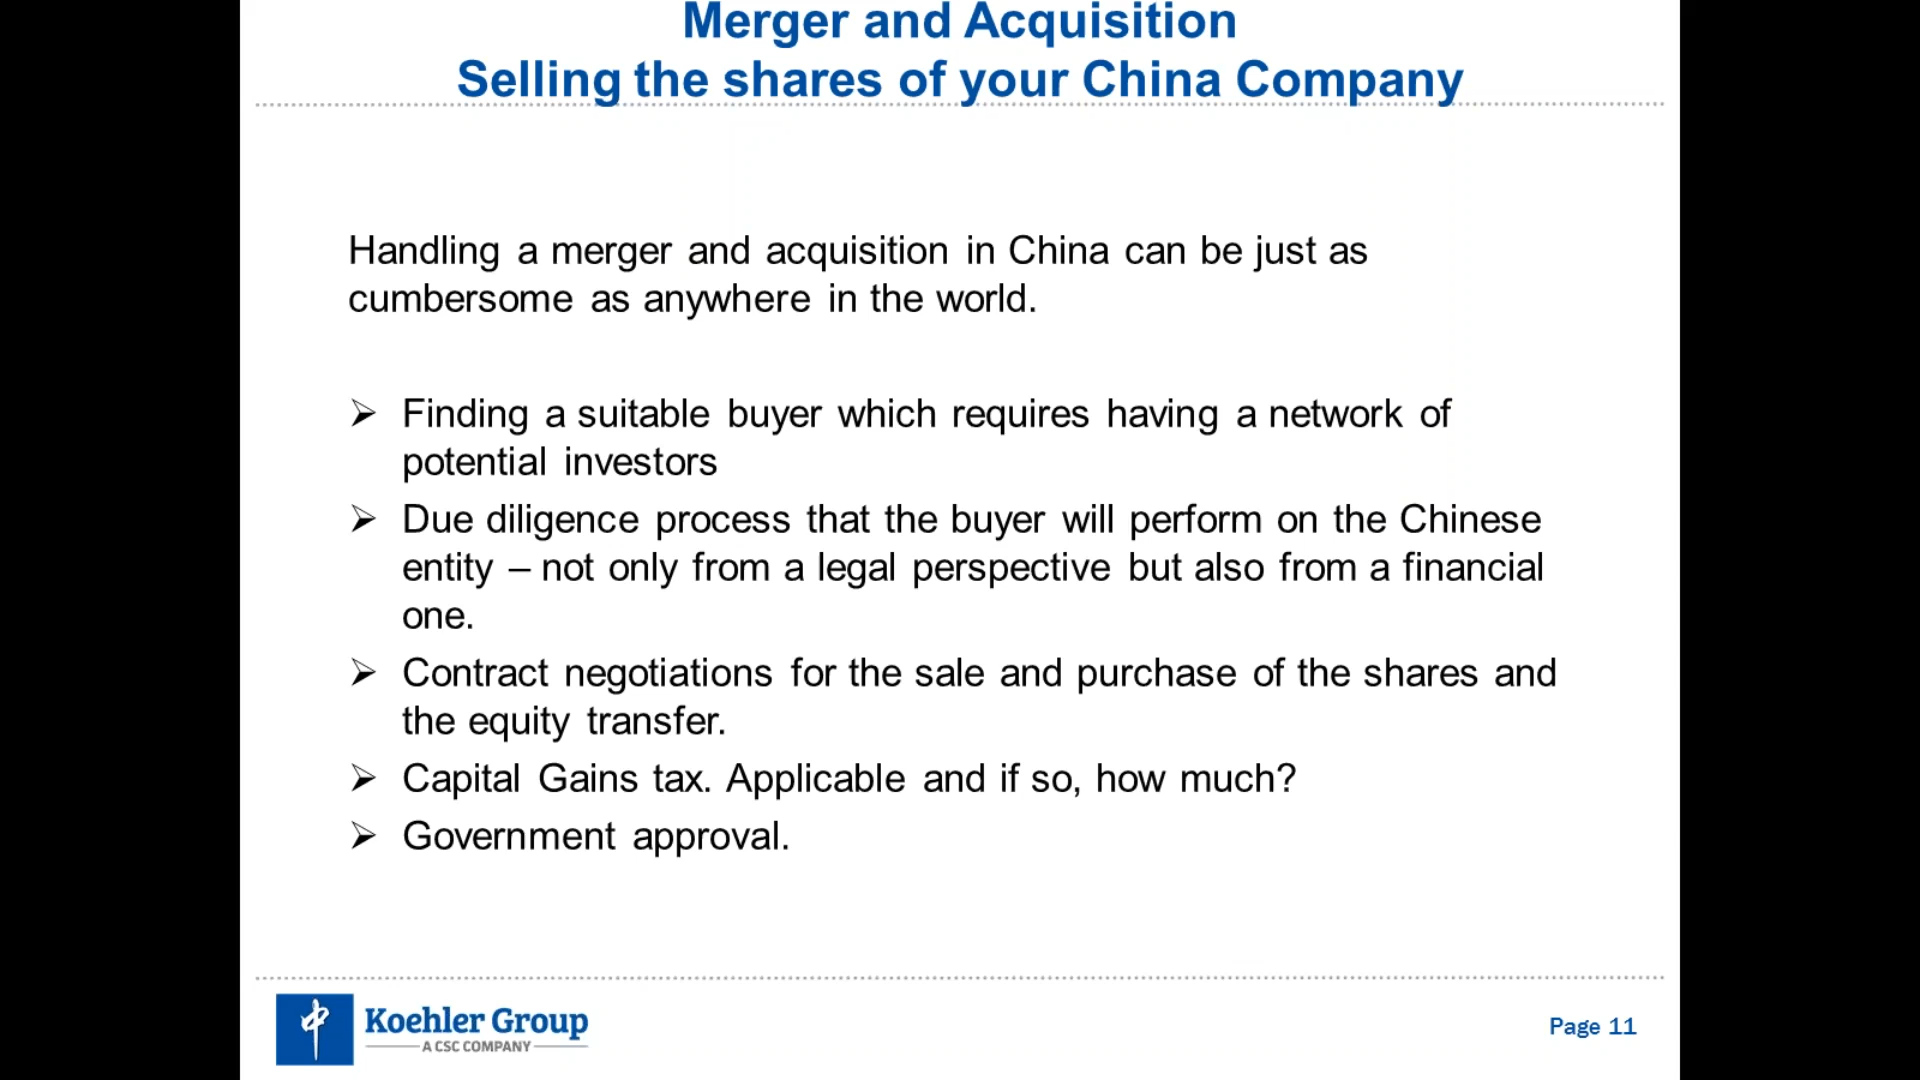 Merger and Acquisition
Selling the shares of your China Company
Handling a merger and acquisition in China can be just as
cumbersome as anywhere in the world.
➢ Finding a suitable buyer which requires having a network of
potential investors
➢ Due diligence process that the buyer will perform on the Chinese
entity – not only from a legal perspective but also from a financial
one.
➢ Contract negotiations for the sale and purchase of the shares and
the equity transfer.
➢ Capital Gains tax. Applicable and if so, how much?
➢ Government approval.
Koehler Group
A CSC COMPANY
Page 11